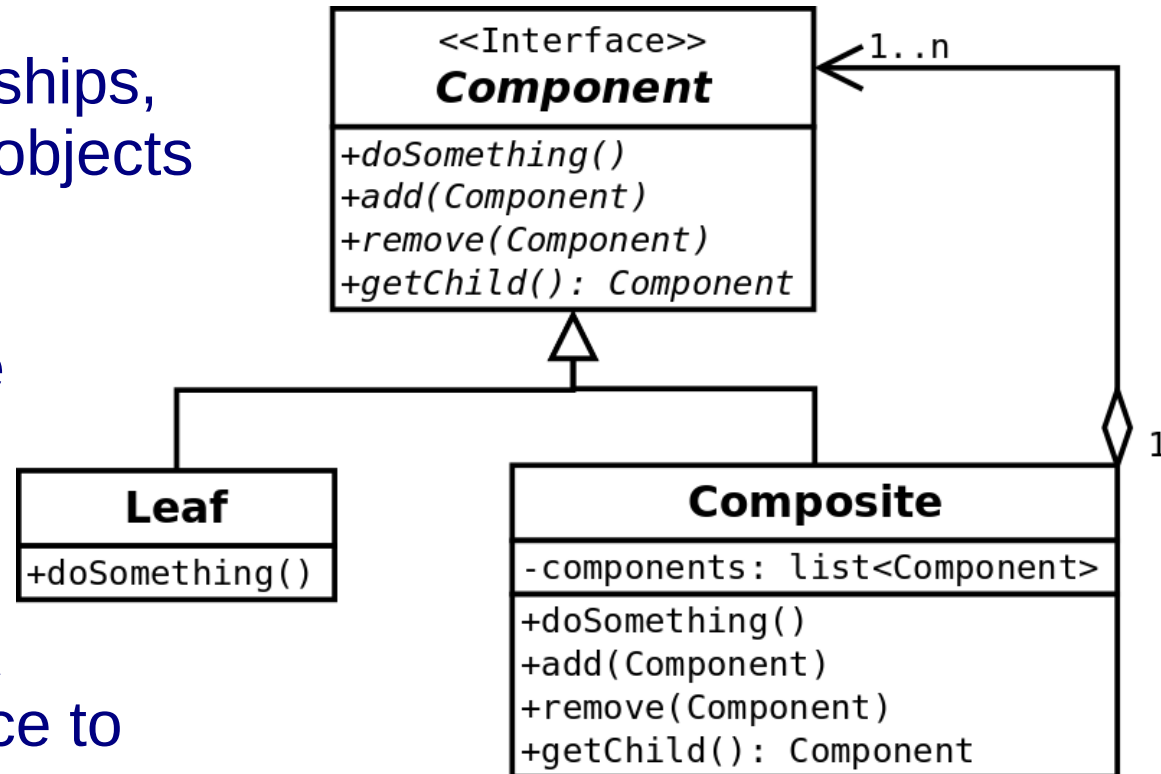 ships,
objects
e
ce to
<<Interface>>
Component
+doSomething()
+add(Component)
+remove(Component)
+getChild(): Component
1..n
1
Leaf
+doSomething()
Composite
-components: list<Component>
+doSomething()
+add(Component)
+remove(Component)
+getChild(): Component